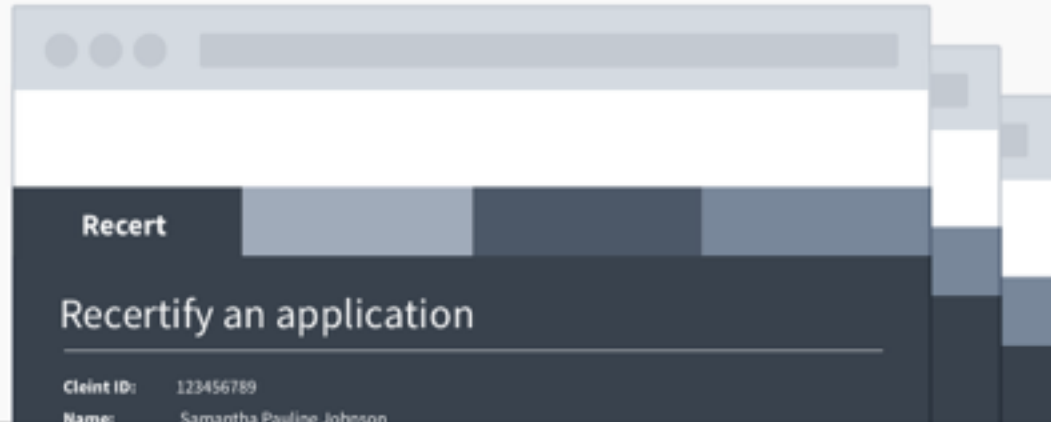 Recert
Recertify an application
Cleint ID: 123456789
Name: Samantha Pauline Johnson